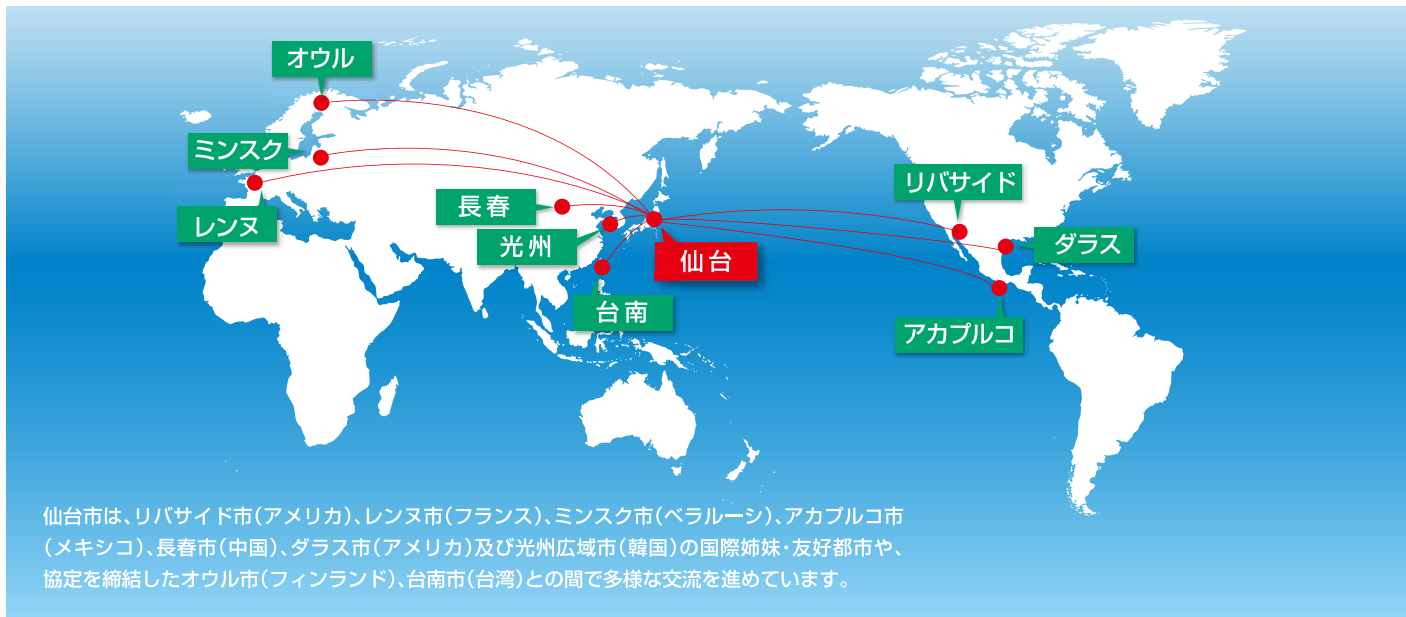 オウル
ミンスク
レンヌ
長春
光州
台南
仙台
リバサイド
ダラス
アカプルコ
仙台市は、リバサイド市(アメリカ)、レンヌ市(フランス)、ミンスク市(ベラルーシ)、アカプルコ市
(メキシコ)、長春市(中国)、ダラス市(アメリカ)及び光州広域市(韓国)の国際姉妹・友好都市や、
協定を締結したオウル市(フィンランド)、台南市(台湾)との間で多様な交流を進めています。